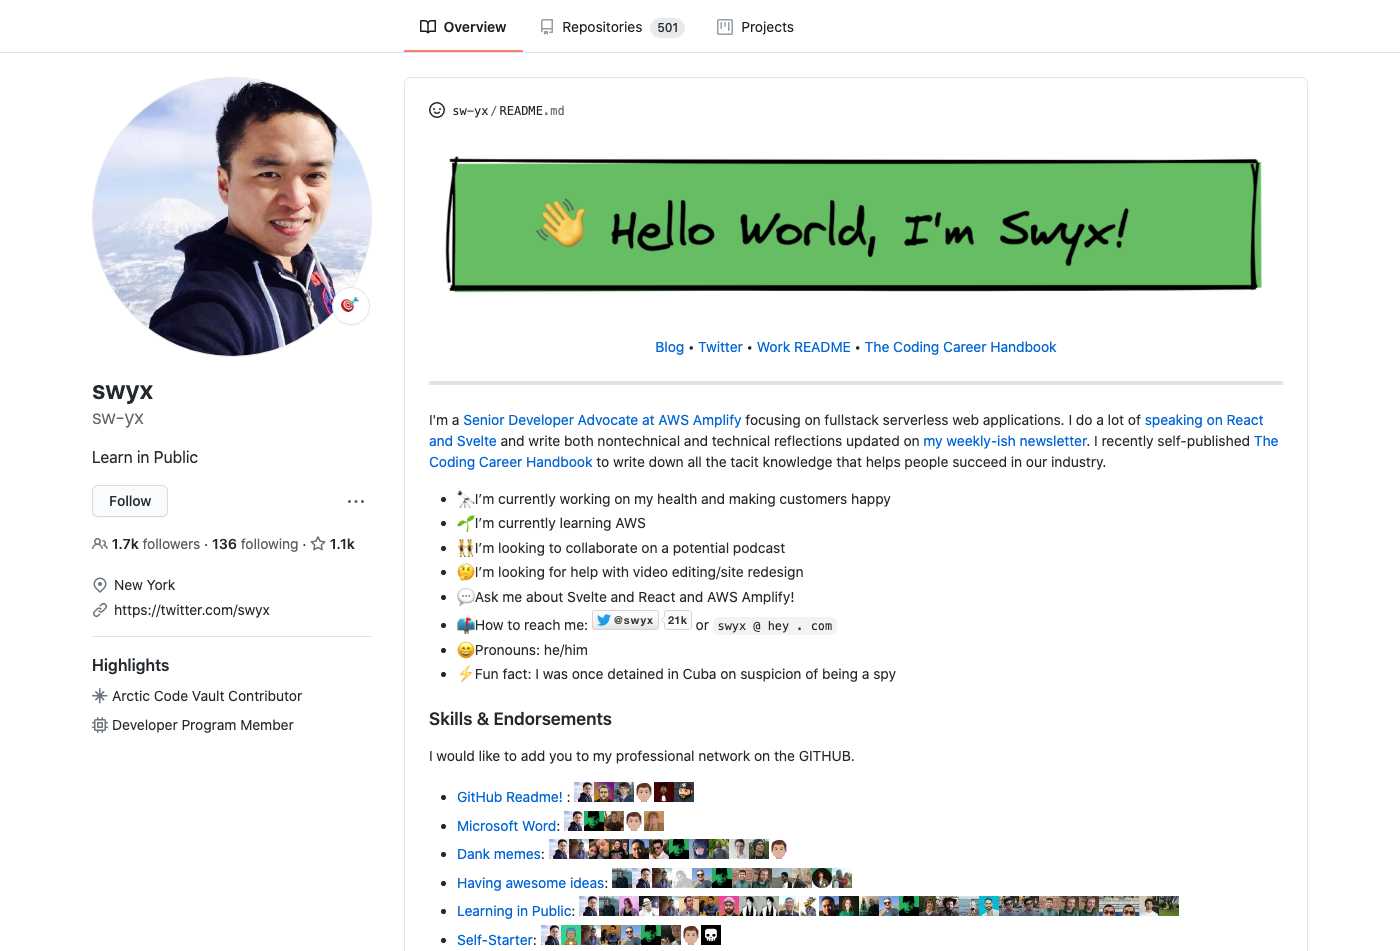 Overview
Repositories 501
Projects
sw-yx/README.md
Hello World, I'm Swyx!
Blog • Twitter • Work README • The Coding Career Handbook
swyx
sw-yx
Learn in Public
Follow
1.7k followers · 136 following · 1.1k
New York
https://twitter.com/swyx
Highlights
Arctic Code Vault Contributor
Developer Program Member
I'm a Senior Developer Advocate at AWS Amplify focusing on fullstack serverless web applications. I do a lot of speaking on React
and Svelte and write both nontechnical and technical reflections updated on my weekly-ish newsletter. I recently self-published The
Coding Career Handbook to write down all the tacit knowledge that helps people succeed in our industry.
I’m currently working on my health and making customers happy
I’m currently learning AWS
I’m looking to collaborate on a potential podcast
I’m looking for help with video editing/site redesign
Ask me about Svelte and React and AWS Amplify!
How to reach me: @swyx 21k or swyx @ hey . com
Pronouns: he/him
Fun fact: I was once detained in Cuba on suspicion of being a spy
Skills & Endorsements
I would like to add you to my professional network on the GITHUB.
GitHub Readme! :
Microsoft Word:
Dank memes:
Having awesome ideas:
Learning in Public:
Self-Starter: